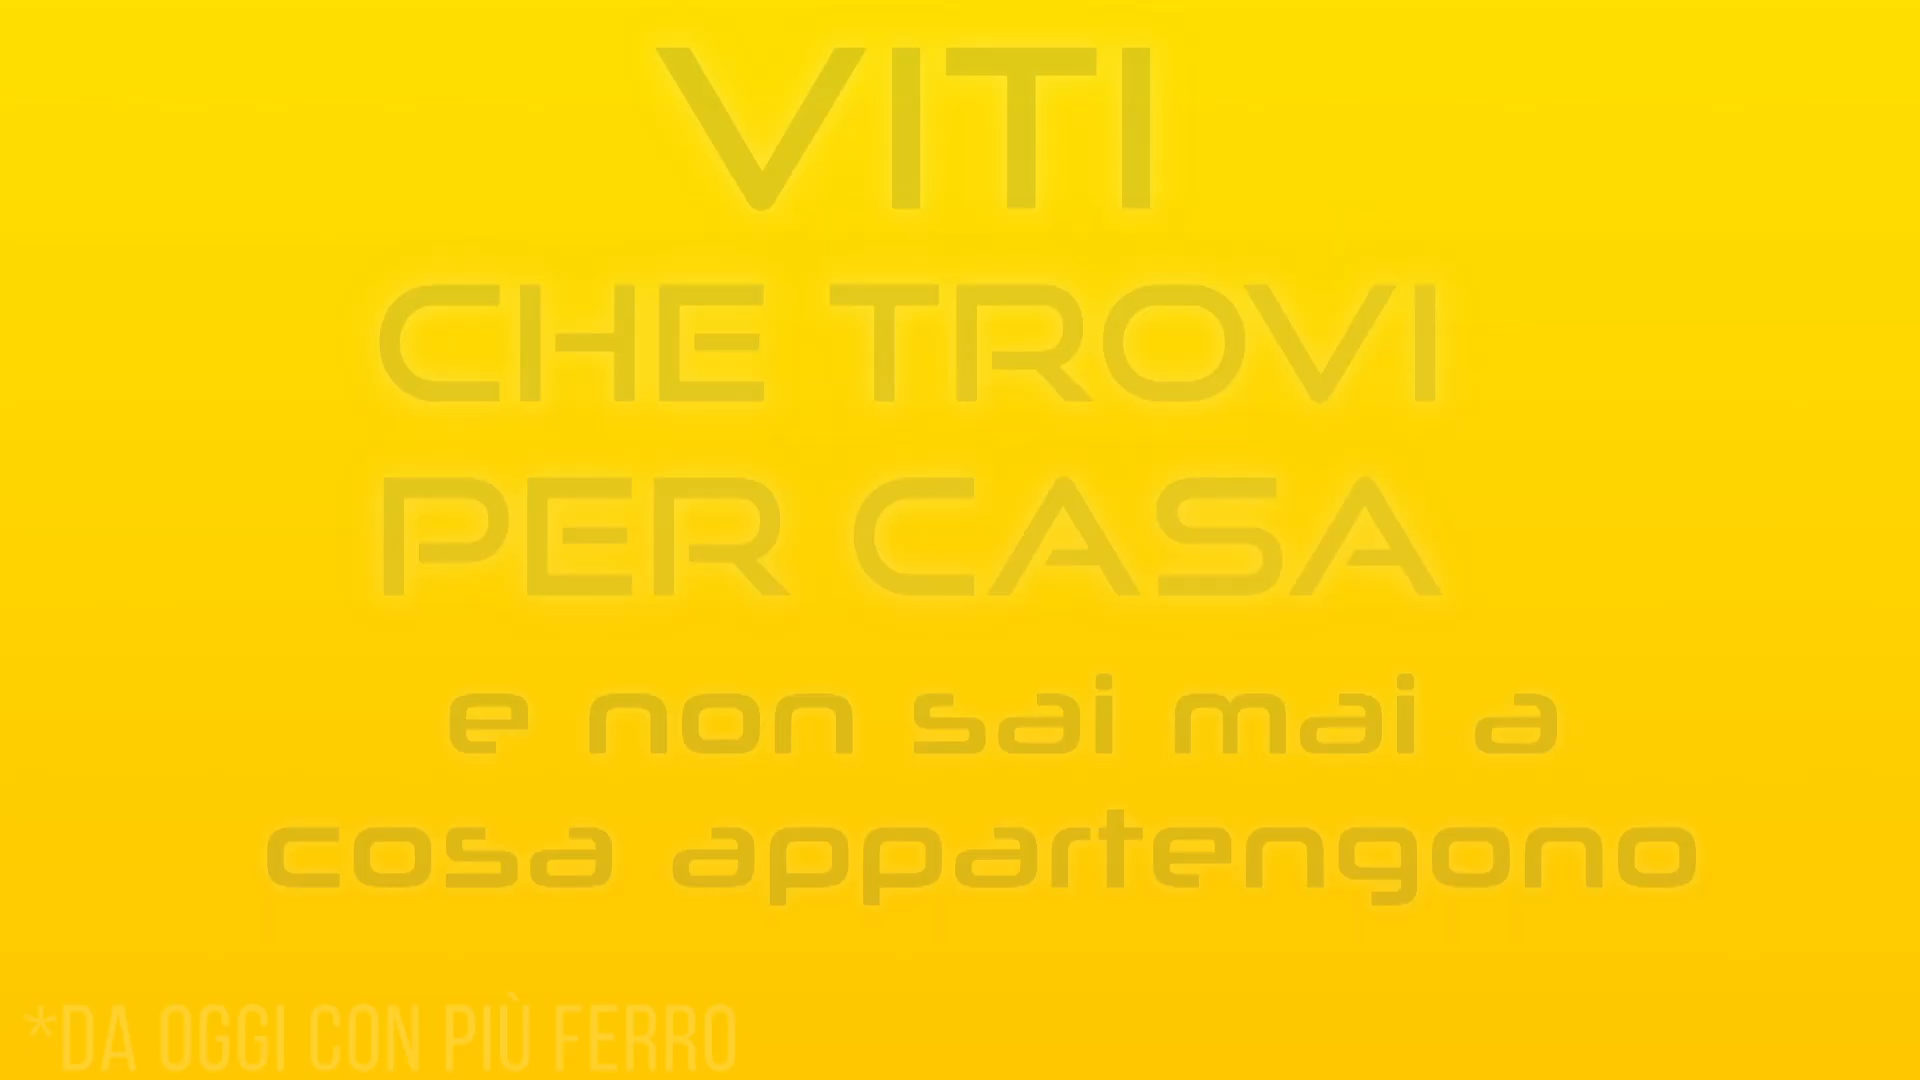 VITI
CHE TROVI
PER CASA
e non sai mai a
cosa appartengono
*DA OGGI CON PIÙ FERRO